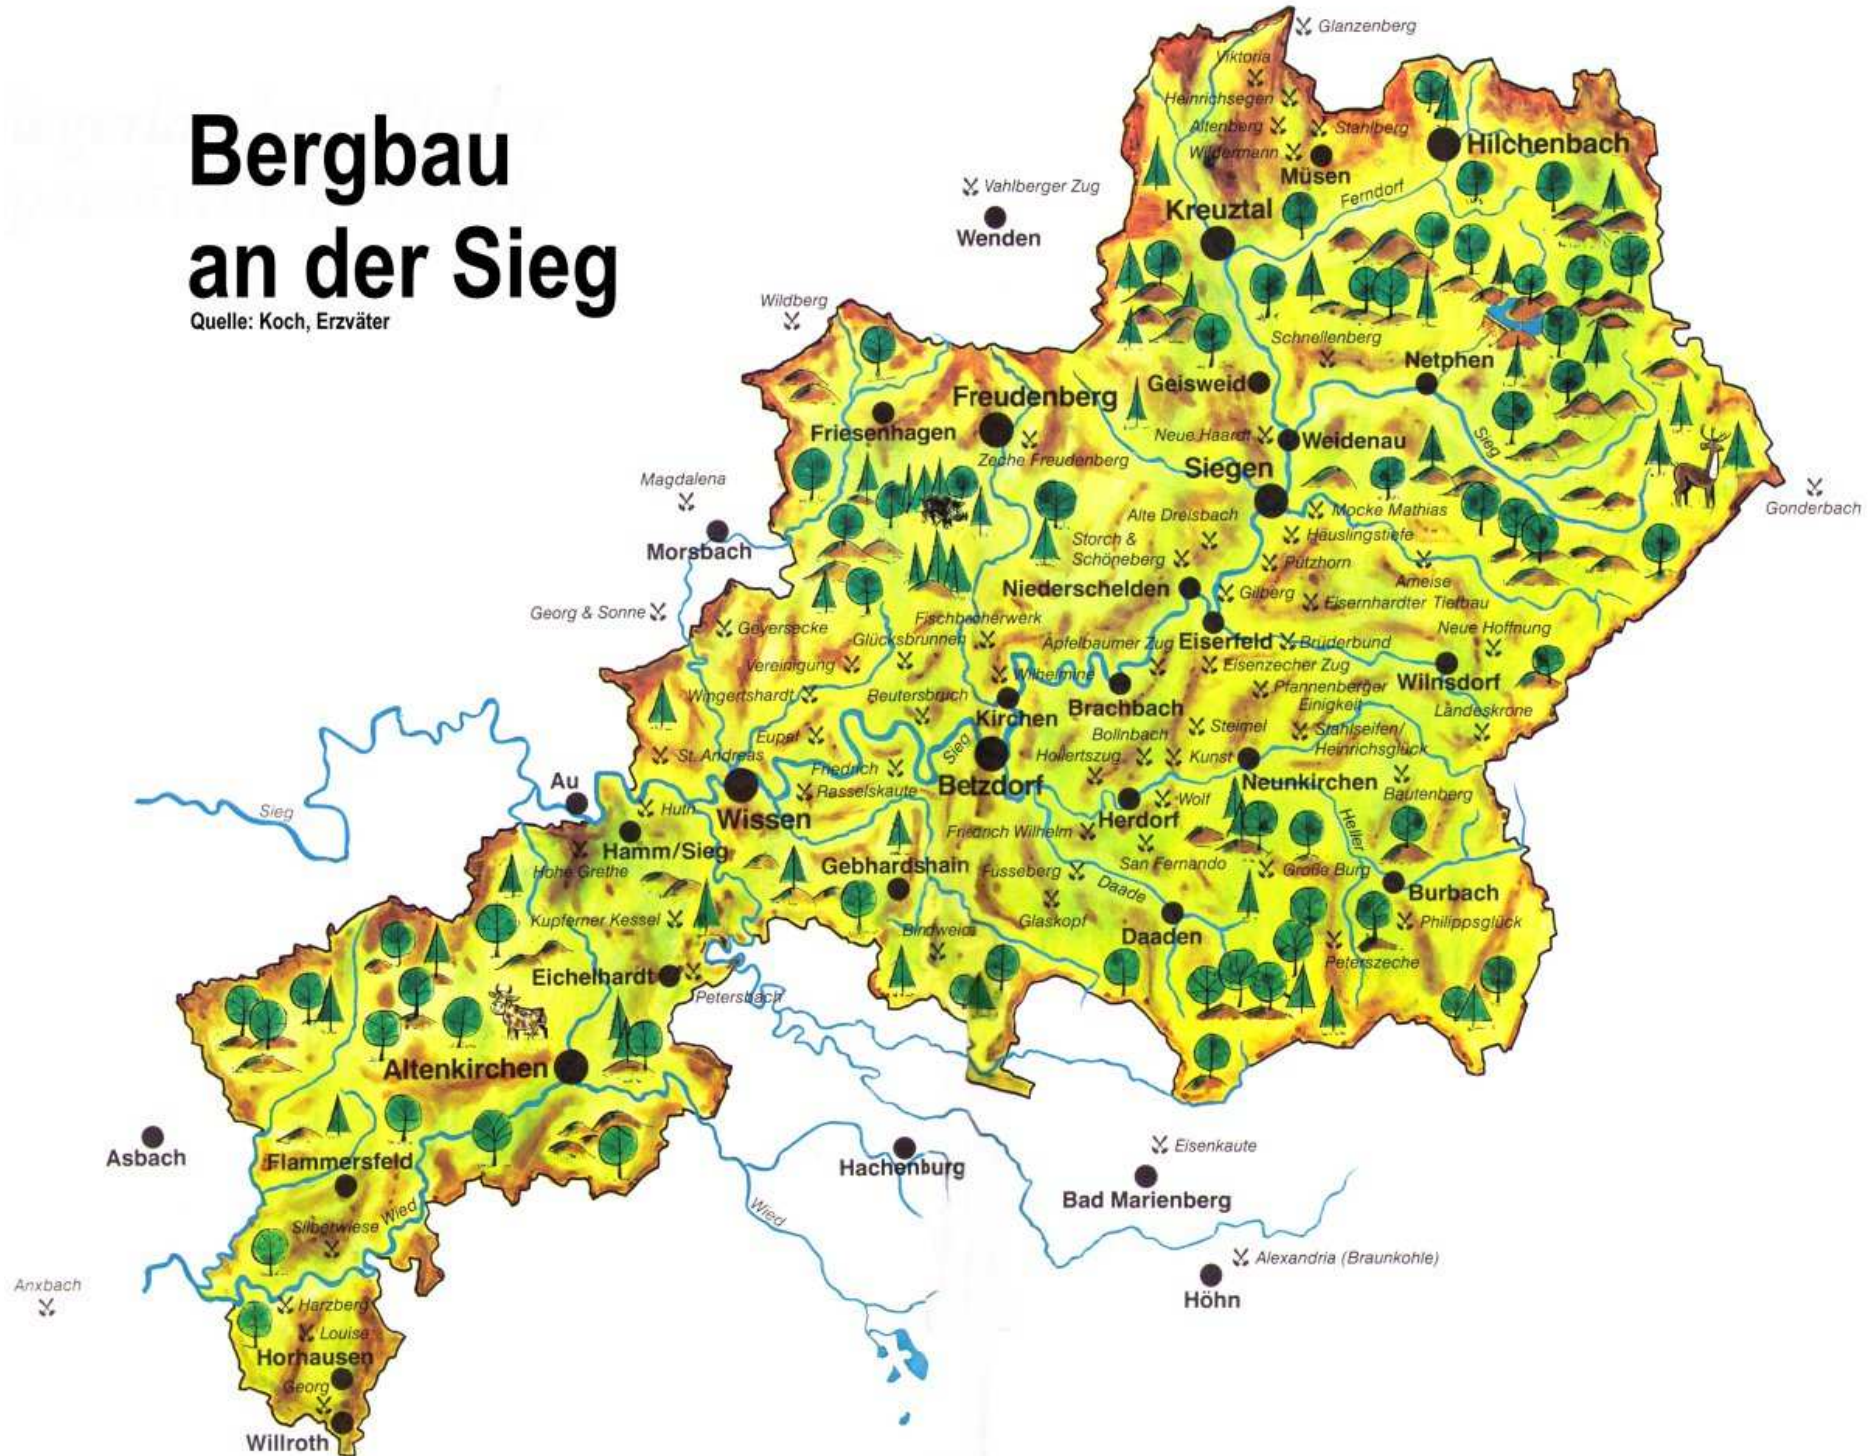 Bergbau
an der Sieg
Quelle: Koch, Erzväter
Glanzenberg
Viktoria
Heinrichsegen
Altenberg
Stahlberg
Wildermann
Müsen
Hilchenbach
Ferndorf
Kreuztal
Vahlberger Zug
Wenden
Wildberg
Schnellenberg
Netphen
Geisweid
Freudenberg
Friesenhagen
Zeche Freudenberg
Neue Haardt
Weidenau
Sieg
Siegen
Magdalena
Morsbach
Gonderbach
Alte Dreisbach
Mocke Mathias
Storch &
Schöneberg
Häuslingstiefe
Pützhorn
Ameise
Niederschelden
Gilberg
Eisernhardter Tiefbau
Georg & Sonne
Geyersecke
Fischbacherwerk
Glücksbrunnen
Apfelbaumer Zug
Eiserfeld
Brüderbund
Neue Hoffnung
Vereinigung
Eisenzecher Zug
Wilnsdorf
Wingertshardt
Reutersbruch
Wilhelmine
Pfannenberger
Einigkeit
Kirchen
Brachbach
Landeskrone
Eupel
Bollnbach
Steimel
Stahlseifen/
Heinrichsglück
St. Andreas
Friedrich
Sieg
Hollertszug
Kunst
Au
Rasselskaute
Betzdorf
Neunkirchen
Bautenberg
Sieg
Huth
Wissen
Wolf
Herdorf
Heller
Friedrich Wilhelm
Hamm/Sieg
Hohe Grethe
Gebhardshain
Füsseberg
San Fernando
Große Burg
Daade
Burbach
Kupferner Kessel
Glaskopf
Philippsglück
Bindweide
Daaden
Peterszeche
Eichelhardt
Petersbach
Altenkirchen
Asbach
Flammersfeld
Hachenburg
Eisenkaute
Bad Marienberg
Silberwiese
Wied
Wied
Alexandria (Braunkohle)
Höhn
Anxbach
Harzberg
Louise
Horhausen
Georg
Willroth